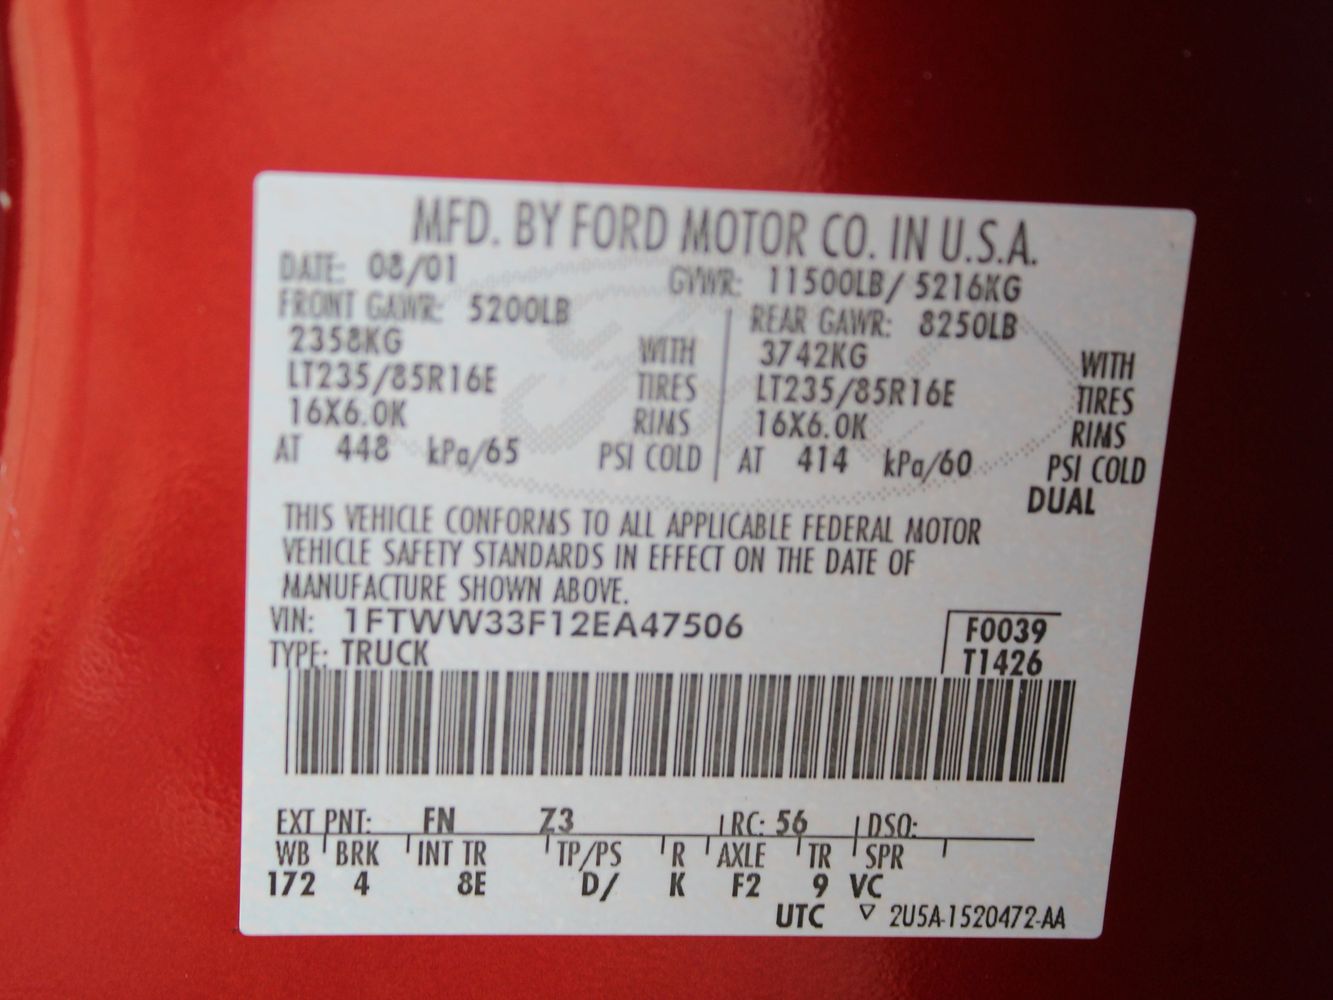 MFD. BY FORD MOTOR CO. IN U.S.A.
DATE: 08/01 GVWR: 11500LB/ 5216KG
FRONT GAWR: 5200LB REAR GAWR: 8250LB
2358KG WITH 3742KG WITH
LT235/85R16E TIRES LT235/85R16E TIRES
16X6.0K RIMS 16X6.0K RIMS
AT 448 kPa/65 PSI COLD AT 414 kPa/60 PSI COLD
DUAL
THIS VEHICLE CONFORMS TO ALL APPLICABLE FEDERAL MOTOR
VEHICLE SAFETY STANDARDS IN EFFECT ON THE DATE OF
MANUFACTURE SHOWN ABOVE.
VIN: 1FTWW33F12EA47506 F0039
TYPE: TRUCK T1426
EXT PNT: FN Z3 RC: 56 DSO:
WB BRK INT TR TP/PS R AXLE TR SPR
172 4 8E D/ K F2 9 VC
UTC ▽ 2U5A-1520472-AA